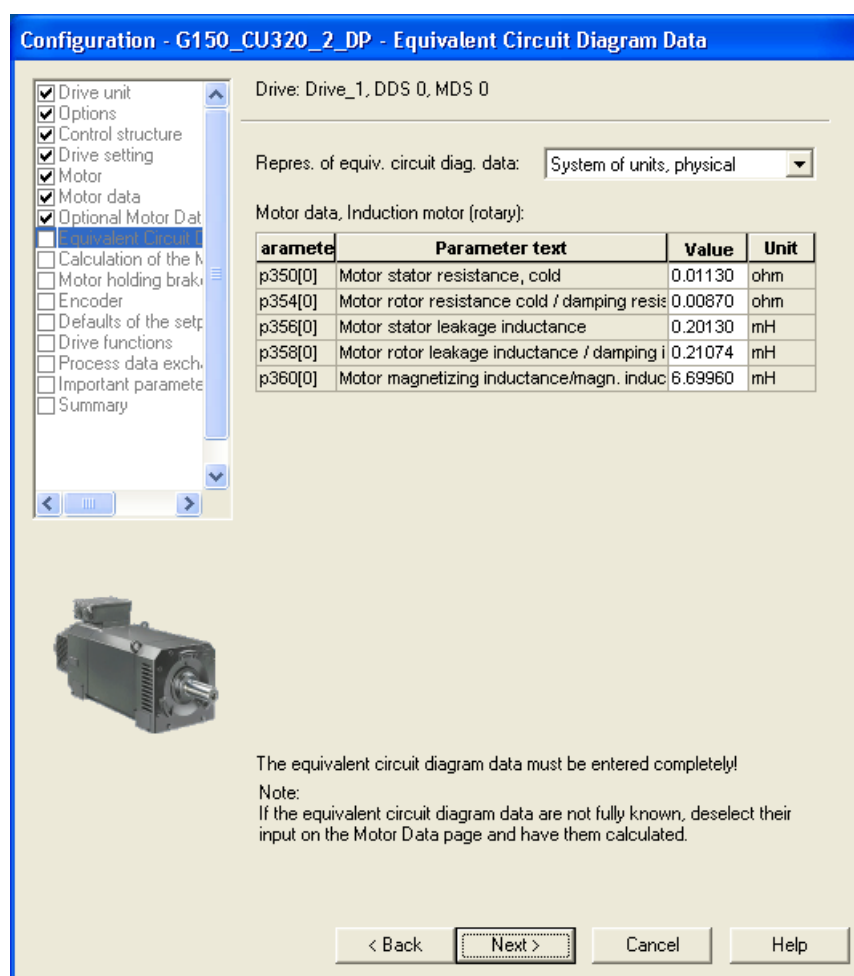 Configuration - G150_CU320_2_DP - Equivalent Circuit Diagram Data
Drive unit
Options
Control structure
Drive setting
Motor
Motor data
Optional Motor Dat
Equivalent Circuit D
Calculation of the M
Motor holding brake
Encoder
Defaults of the setp
Drive functions
Process data exch
Important paramete
Summary
Drive: Drive_1, DDS 0, MDS 0
Repres. of equiv. circuit diag. data: System of units, physical
Motor data, Induction motor (rotary):
aramete Parameter text Value Unit
p350[0] Motor stator resistance, cold 0.01130 ohm
p354[0] Motor rotor resistance cold / damping resis 0.00870 ohm
p356[0] Motor stator leakage inductance 0.20130 mH
p358[0] Motor rotor leakage inductance / damping i 0.21074 mH
p360[0] Motor magnetizing inductance/magn. induc 6.69960 mH
The equivalent circuit diagram data must be entered completely!
Note:
If the equivalent circuit diagram data are not fully known, deselect their
input on the Motor Data page and have them calculated.
< Back Next > Cancel Help